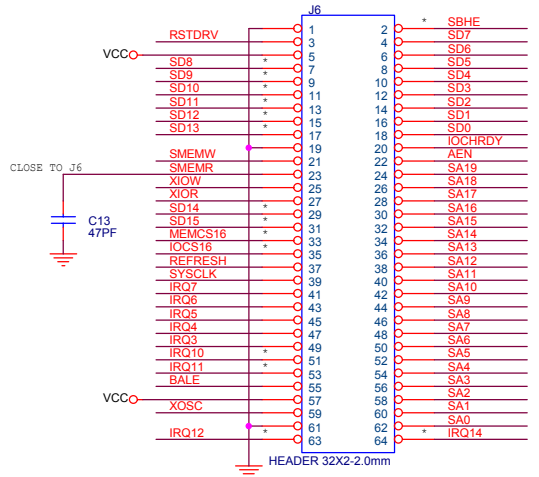 J6
1 2 * SBHE
RSTDRV 3 4 SD7
VCC 5 6 SD6
SD8 * 7 8 SD5
SD9 * 9 10 SD4
SD10 * 11 12 SD3
SD11 * 13 14 SD2
SD12 * 15 16 SD1
SD13 * 17 18 SD0
19 20 IOCHRDY
SMEMW 21 22 AEN
CLOSE TO J6
SMEMR 23 24 SA19
XIOW 25 26 SA18
XIOR 27 28 SA17
SD14 * 29 30 SA16
C13
47PF
SD15 * 31 32 SA15
MEMCS16 * 33 34 SA14
IOCS16 * 35 36 SA13
REFRESH 37 38 SA12
SYSCLK 39 40 SA11
IRQ7 41 42 SA10
IRQ6 43 44 SA9
IRQ5 45 46 SA8
IRQ4 47 48 SA7
IRQ3 49 50 SA6
IRQ10 * 51 52 SA5
IRQ11 * 53 54 SA4
BALE 55 56 SA3
VCC 57 58 SA2
XOSC 59 60 SA1
61 62 SA0
IRQ12 * 63 64 * IRQ14
HEADER 32X2-2.0mm